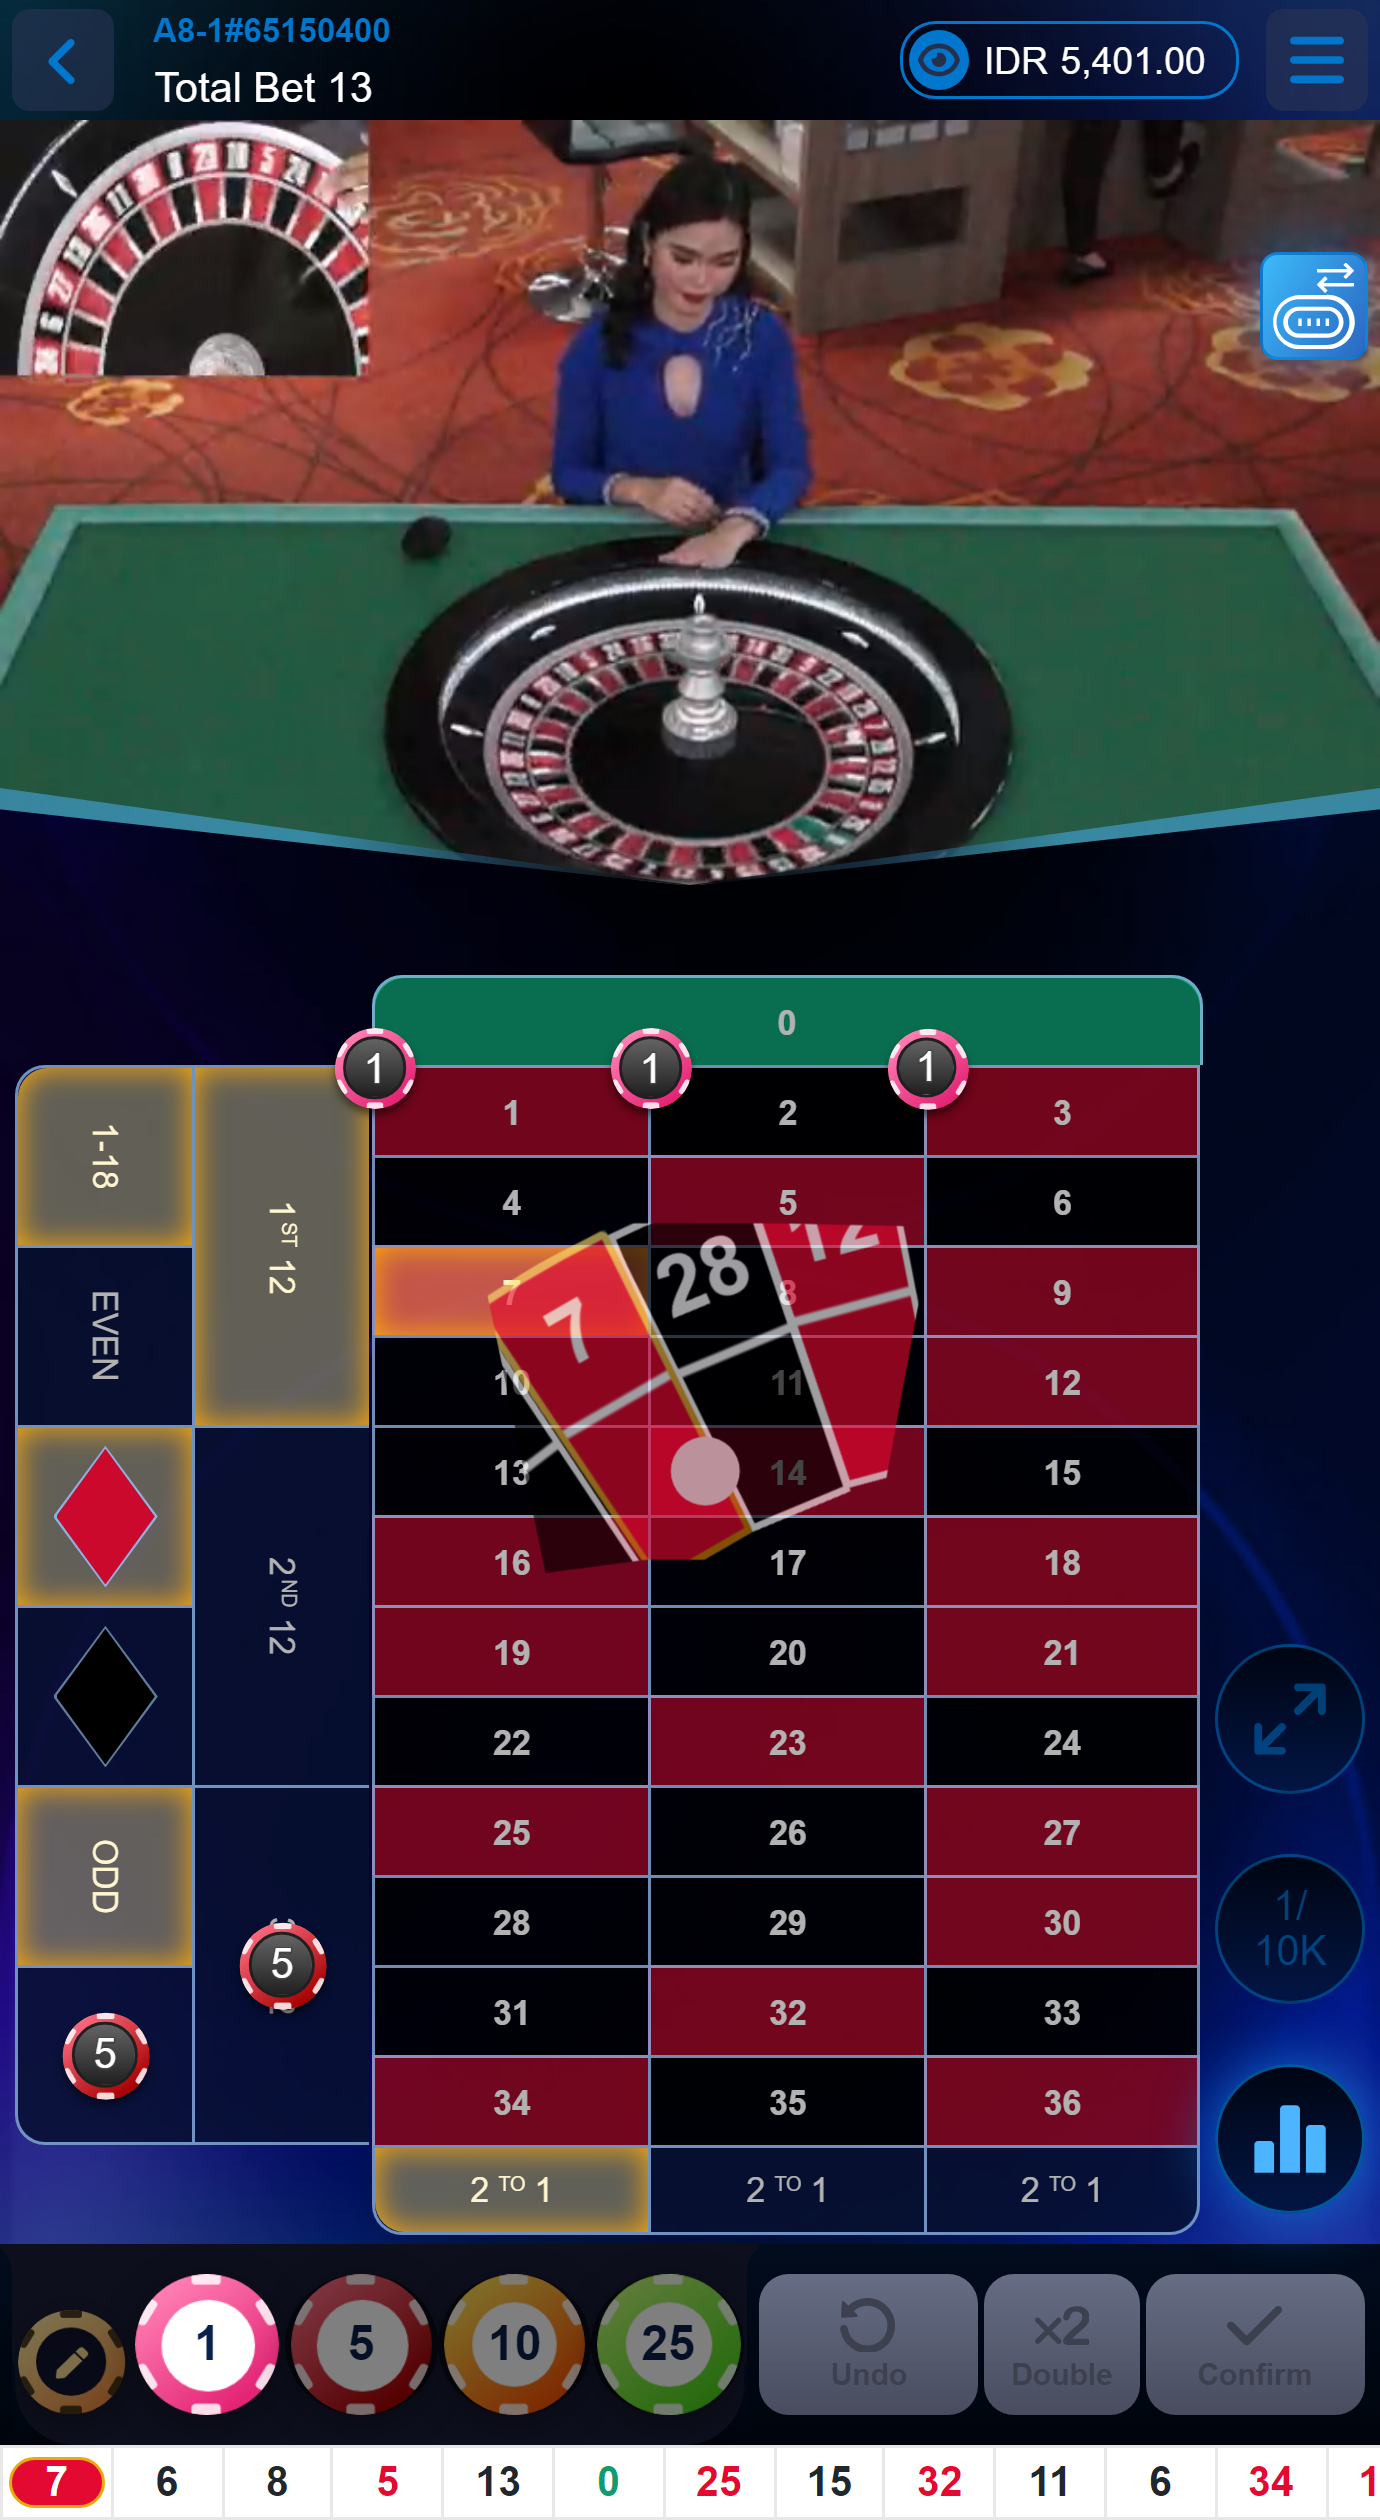 A8-1#65150400
Total Bet 13
IDR 5,401.00
0
1 1 1
1 2 3
4 5 6
7 8 9
10 11 12
13 14 15
16 17 18
19 20 21
22 23 24
25 26 27
28 29 30
31 32 33
34 35 36
2 TO 1 2 TO 1 2 TO 1
1-18
EVEN
ODD
5
1ST 12
2ND 12
5
7 28 12
1/
10K
1 5 10 25
Undo
x2
Double
Confirm
7 6 8 5 13 0 25 15 32 11 6 34